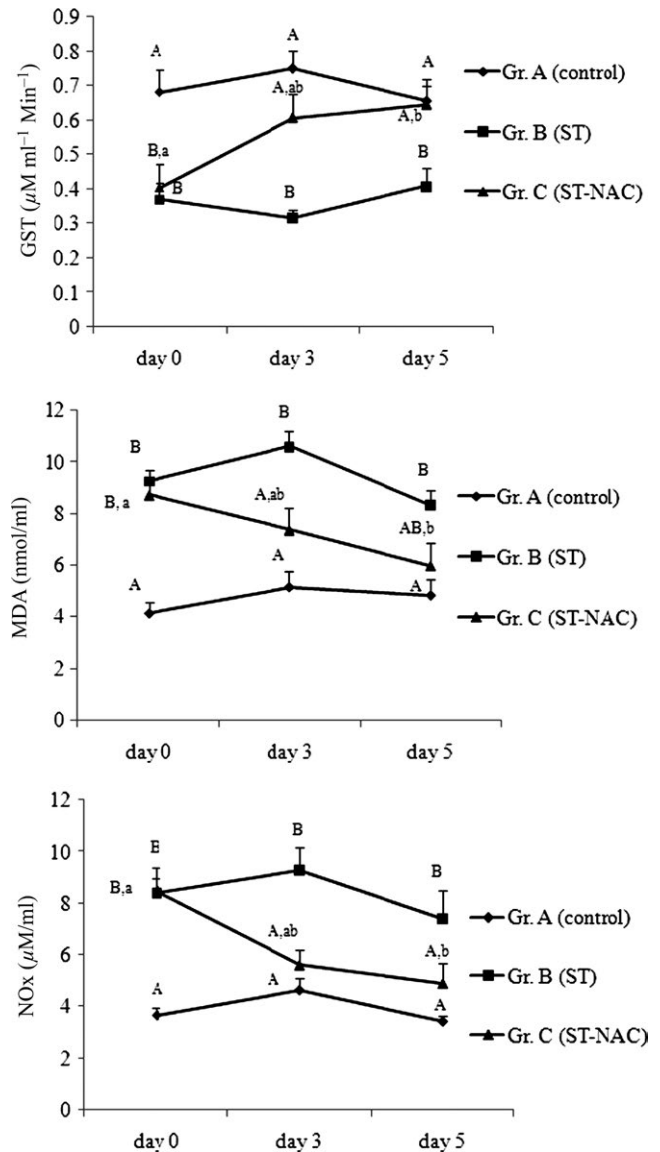 GST (µM ml⁻¹ Min⁻¹)
0.9
0.8
0.7
0.6
0.5
0.4
0.3
0.2
0.1
0
A
A
A
A,ab
A,b
B,a
B
B
B
day 0
day 3
day 5
Gr. A (control)
Gr. B (ST)
Gr. C (ST-NAC)
MDA (nmol/ml)
12
10
8
6
4
2
0
B
B
B
B, a
A,ab
AB,b
A
A
A
day 0
day 3
day 5
Gr. A (control)
Gr. B (ST)
Gr. C (ST-NAC)
NOx (µM/ml)
12
10
8
6
4
2
0
B
B
B
B,a
A,ab
A,b
A
A
A
day 0
day 3
day 5
Gr. A (control)
Gr. B (ST)
Gr. C (ST-NAC)